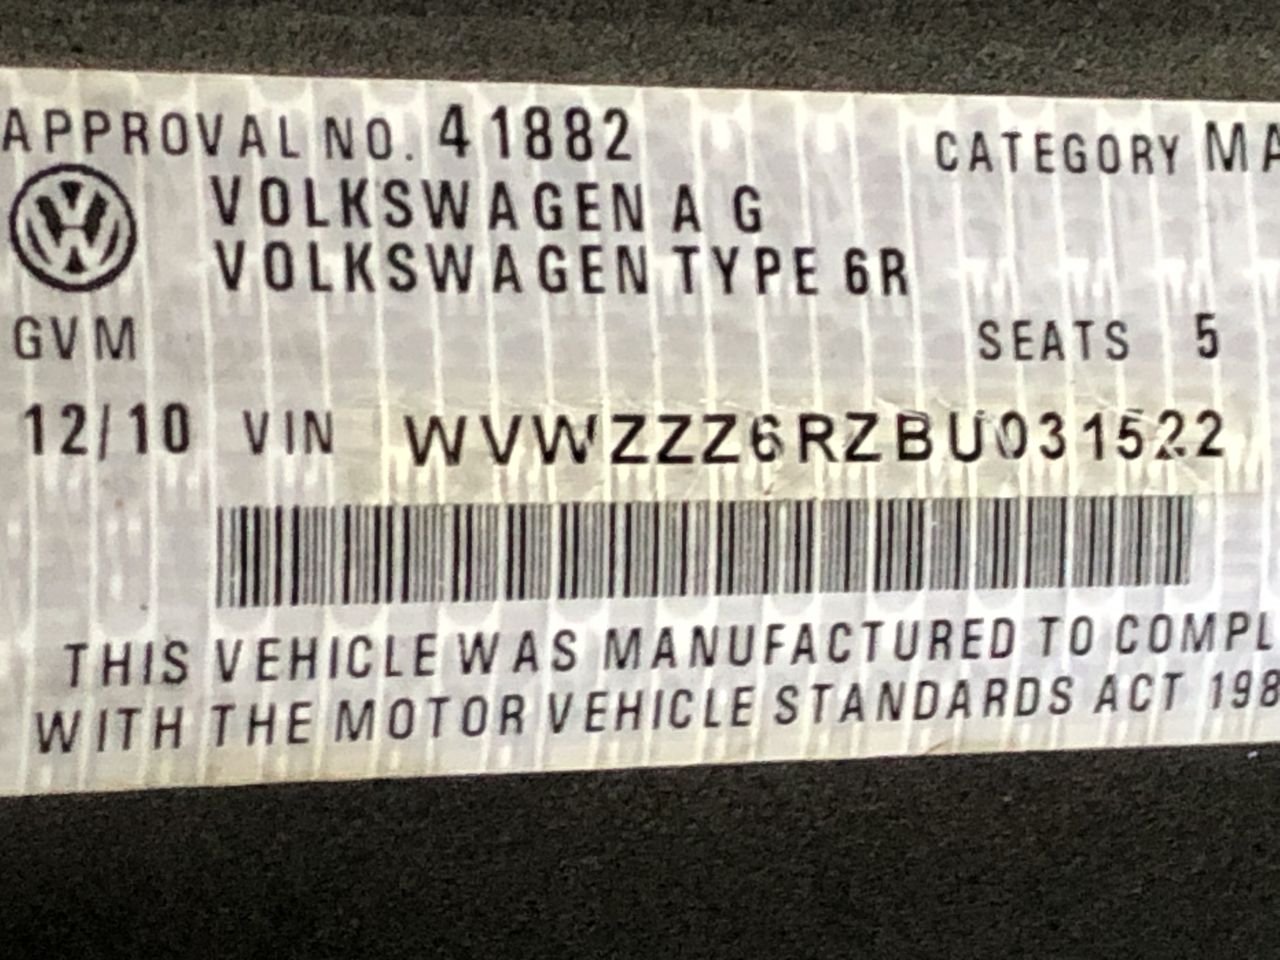 APPROVAL NO. 41882 CATEGORY MA
VOLKSWAGEN AG
VOLKSWAGEN TYPE 6R
GVM SEATS 5
12/10 VIN WVWZZZ6RZBU031522
THIS VEHICLE WAS MANUFACTURED TO COMPL
WITH THE MOTOR VEHICLE STANDARDS ACT 198